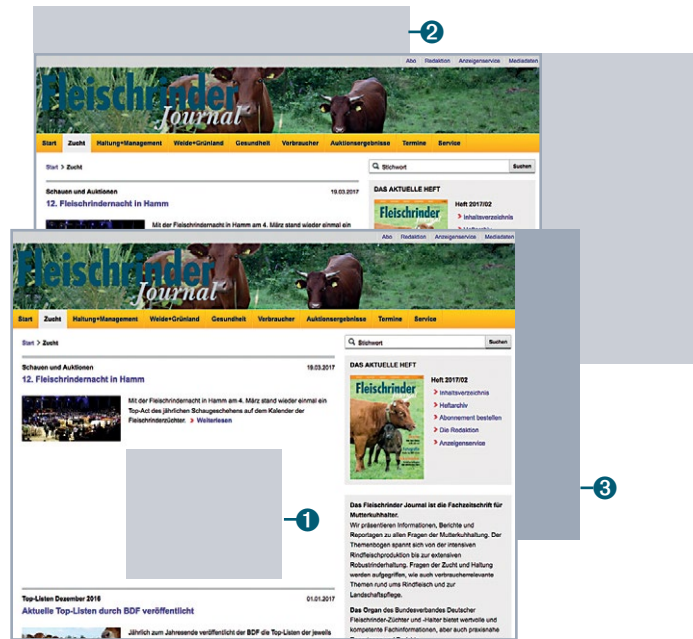 ❷
Abo Redaktion Anzeigenservice Mediadaten
Fleischrinder
Journal
Start Zucht Haltung+Management Weide+Grünland Gesundheit Verbraucher Auktionsergebnisse Termine Service
Start > Zucht
Stichwort Suchen
Schauen und Auktionen 19.03.2017
12. Fleischrindernacht in Hamm
Mit der Fleischrindernacht in Hamm am 4. März stand wieder einmal ein
DAS AKTUELLE HEFT
Fleischrinder
Heft 2017/02
Inhaltsverzeichnis
Abo Redaktion Anzeigenservice Mediadaten
Fleischrinder
Journal
Start Zucht Haltung+Management Weide+Grünland Gesundheit Verbraucher Auktionsergebnisse Termine Service
Start > Zucht
Stichwort Suchen
Schauen und Auktionen 19.03.2017
12. Fleischrindernacht in Hamm
Mit der Fleischrindernacht in Hamm am 4. März stand wieder einmal ein
Top-Act des jährlichen Schaugeschehens auf dem Kalender der
Fleischrinderzüchter. > Weiterlesen
DAS AKTUELLE HEFT
Fleischrinder
Heft 2017/02
> Inhaltsverzeichnis
> Heftarchiv
> Abonnement bestellen
> Die Redaktion
> Anzeigenservice
❸
❶
Das Fleischrinder Journal ist die Fachzeitschrift für
Mutterkuhhalter.
Wir präsentieren Informationen, Berichte und
Reportagen zu allen Fragen der Mutterkuhhaltung. Der
Themenbogen spannt sich von der intensiven
Rindfleischproduktion bis zur extensiven
Robustrinderhaltung. Fragen der Zucht und Haltung
werden aufgegriffen, wie auch verbraucherrelevante
Themen rund ums Rindfleisch und zur
Landschaftspflege.
Das Organ des Bundesverbandes Deutscher
Fleischrinder-Züchter und -Halter bietet wertvolle und
kompetente Fachinformationen, aber auch praxisnahe
Top-Listen Dezember 2016 01.01.2017
Aktuelle Top-Listen durch BDF veröffentlicht
Jährlich zum Jahresende veröffentlicht der BDF die Top-Listen der jeweils